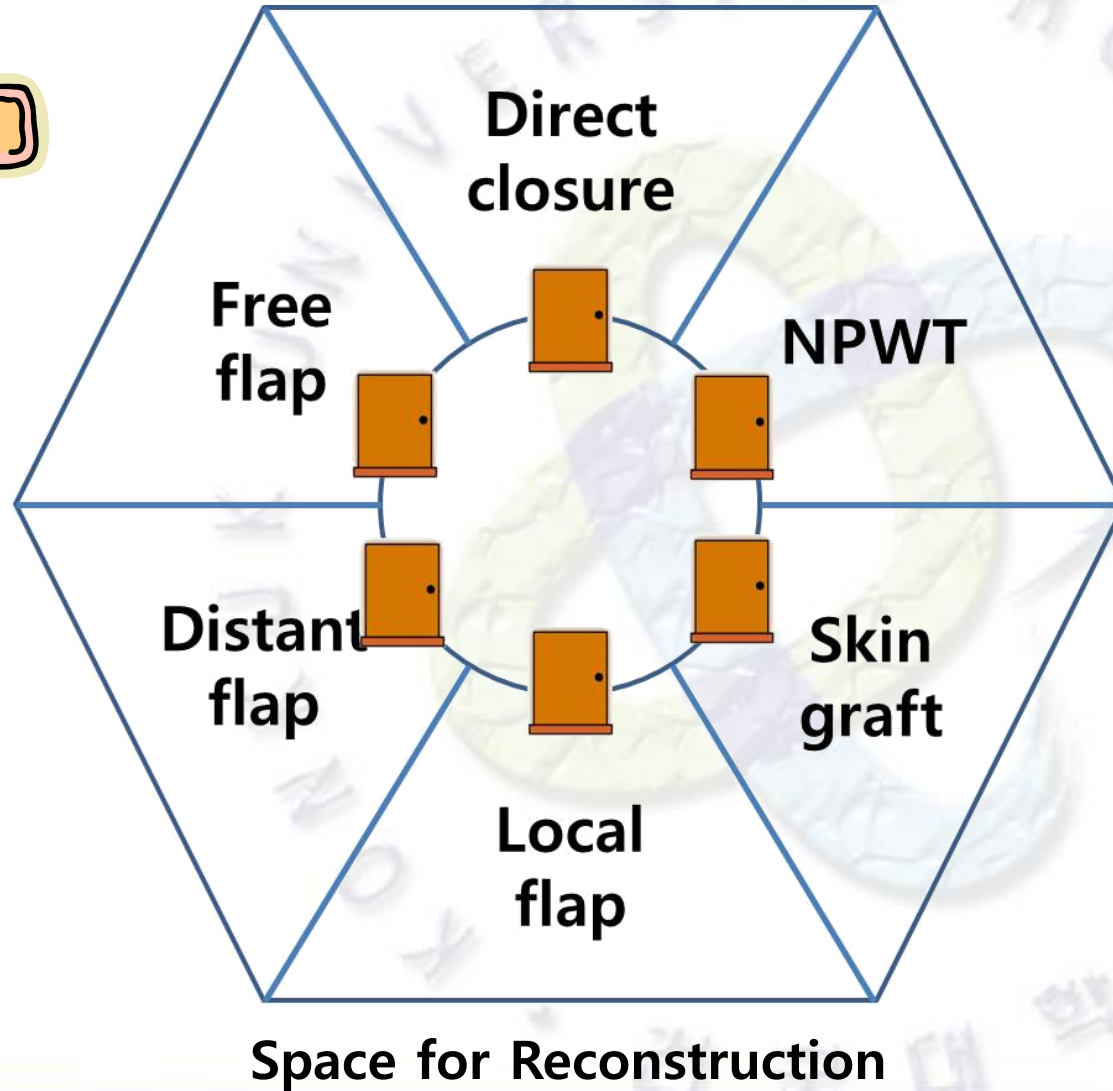 Direct
closure
Free
flap
NPWT
Distant
flap
Skin
graft
Local
flap
Space for Reconstruction